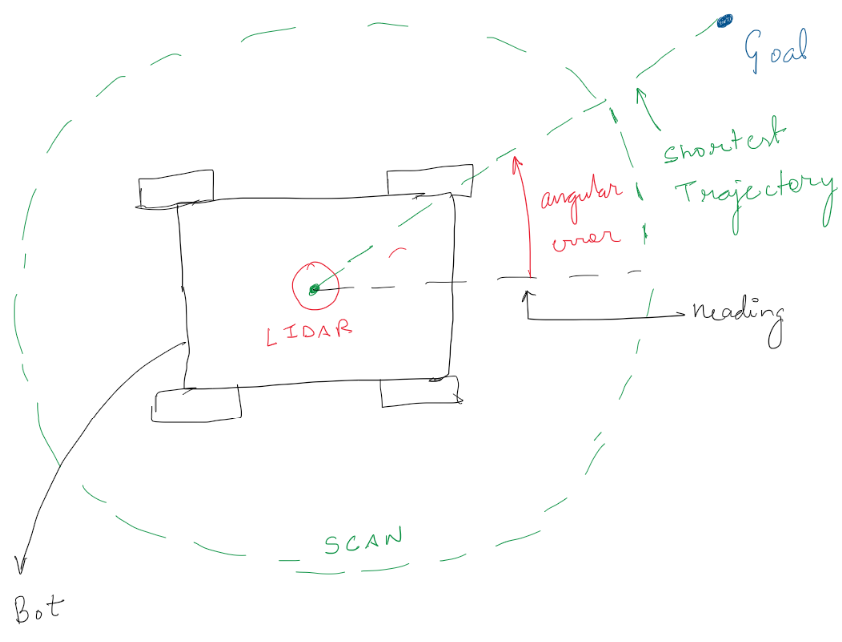 Goal
Shortest
Trajectory
angular
error
LIDAR
Heading
SCAN
Bot